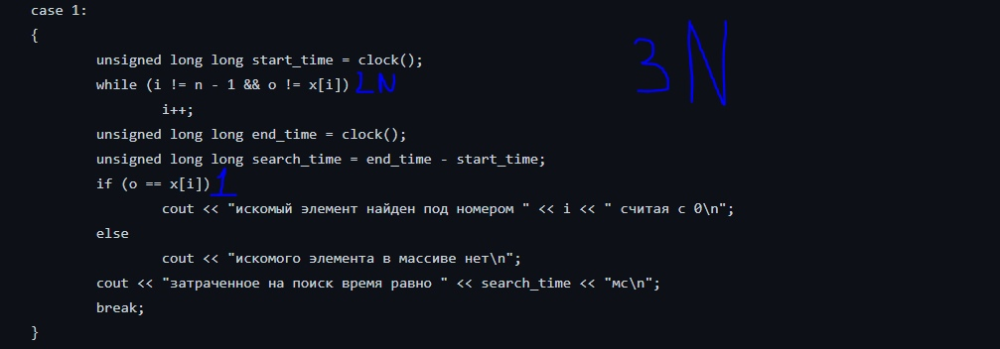 case 1:
{
unsigned long long start_time = clock();
while (i != n - 1 && o != x[i]) 2N
i++;
unsigned long long end_time = clock();
unsigned long long search_time = end_time - start_time;
if (o == x[i]) 1
cout << "искомый элемент найден под номером " << i << " считая с 0\n";
else
cout << "искомого элемента в массиве нет\n";
cout << "затраченное на поиск время равно " << search_time << "мс\n";
break;
}
3N